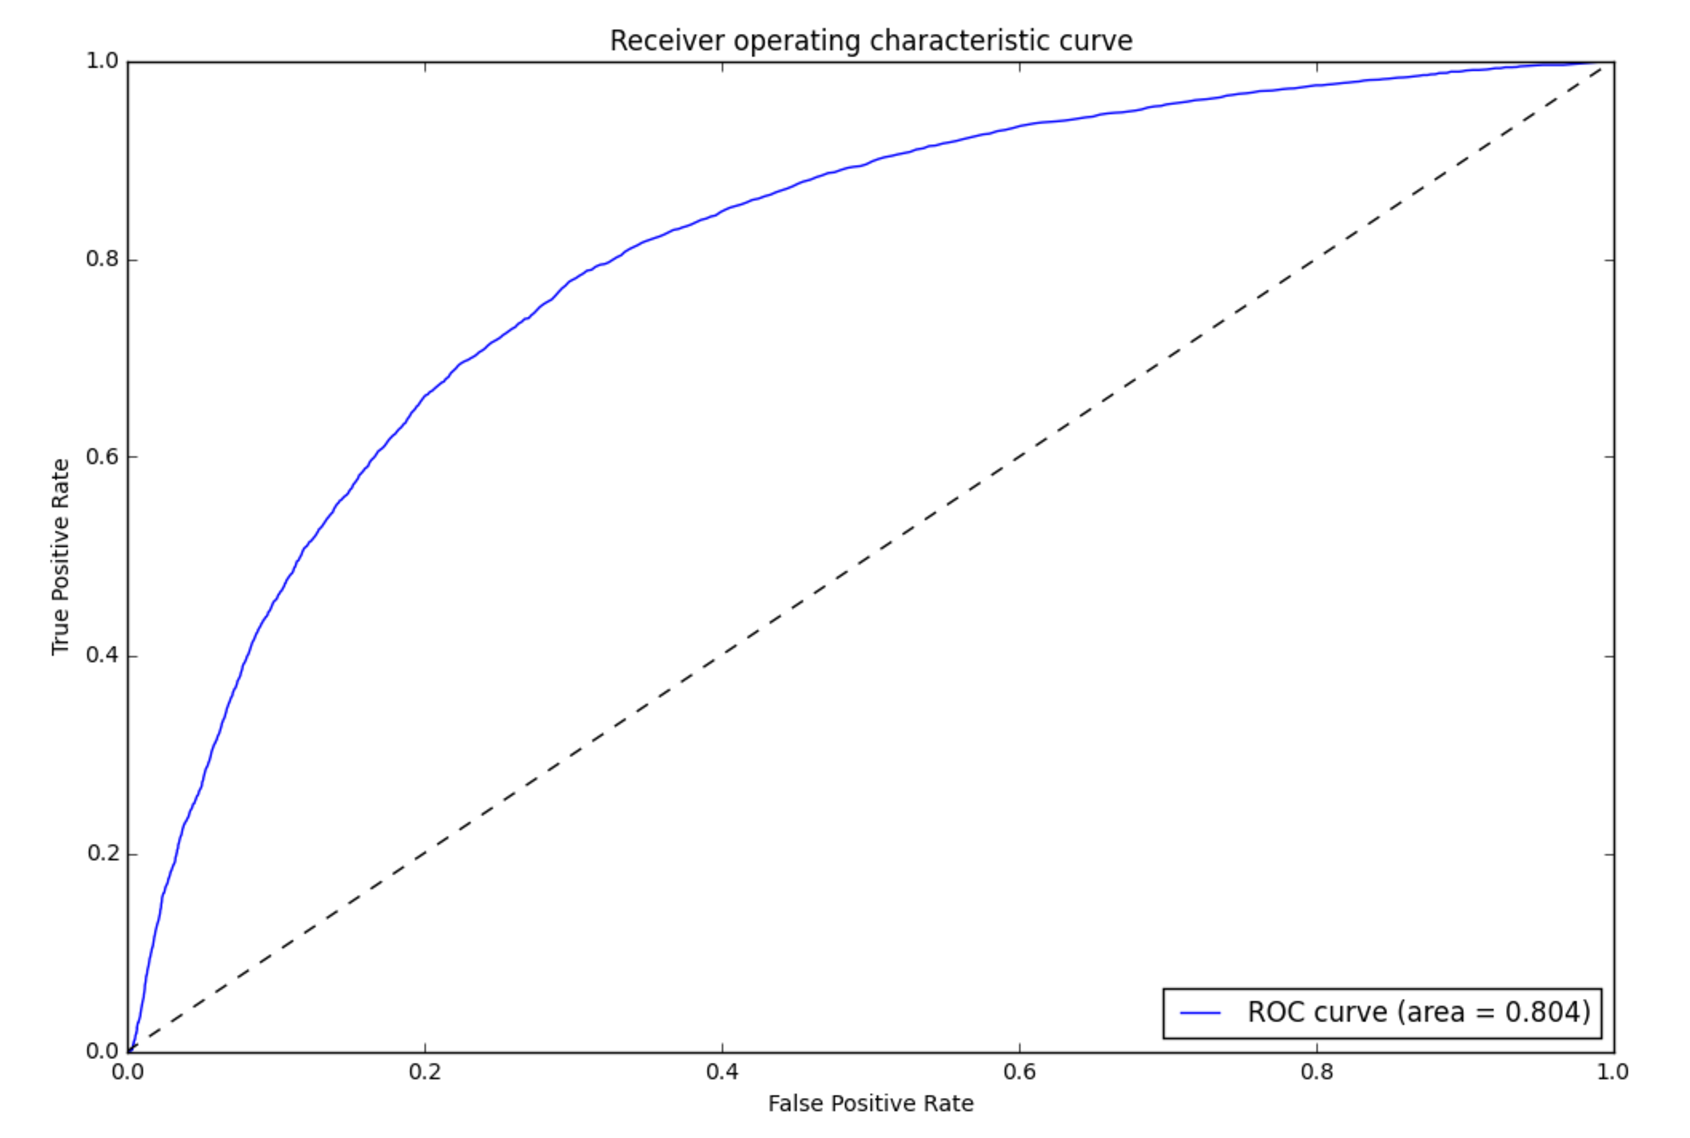 Receiver operating characteristic curve
1.0
0.8
0.6
0.4
0.2
0.0
True Positive Rate
ROC curve (area = 0.804)
0.0 0.2 0.4 0.6 0.8 1.0
False Positive Rate